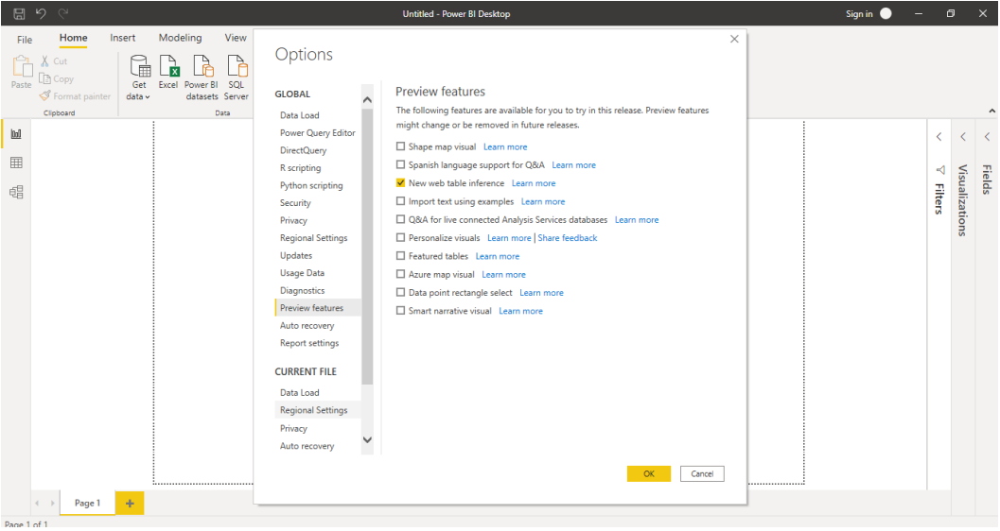 Untitled - Power BI Desktop
Sign in
File Home Insert Modeling View
Paste
Cut
Copy
Format painter
Clipboard
Get data
Excel
Power BI datasets
SQL Server
Data
Options
GLOBAL
Data Load
Power Query Editor
DirectQuery
R scripting
Python scripting
Security
Privacy
Regional Settings
Updates
Usage Data
Diagnostics
Preview features
Auto recovery
Report settings
CURRENT FILE
Data Load
Regional Settings
Privacy
Auto recovery
Preview features
The following features are available for you to try in this release. Preview features
might change or be removed in future releases.
Shape map visual Learn more
Spanish language support for Q&A Learn more
New web table inference Learn more
Import text using examples Learn more
Q&A for live connected Analysis Services databases Learn more
Personalize visuals Learn more | Share feedback
Featured tables Learn more
Azure map visual Learn more
Data point rectangle select Learn more
Smart narrative visual Learn more
OK Cancel
Filters
Visualizations
Fields
Page 1
Page 1 of 1